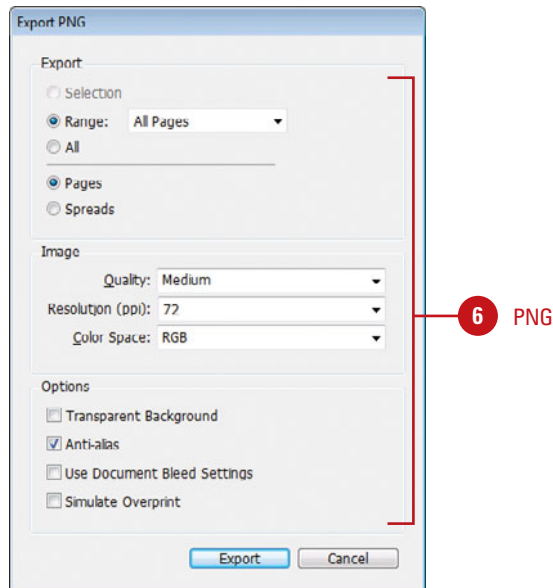 Export PNG
Export
Selection
Range: All Pages
All
Pages
Spreads
Image
Quality: Medium
Resolution (ppi): 72
Color Space: RGB
Options
Transparent Background
Anti-alias
Use Document Bleed Settings
Simulate Overprint
Export Cancel
6 PNG